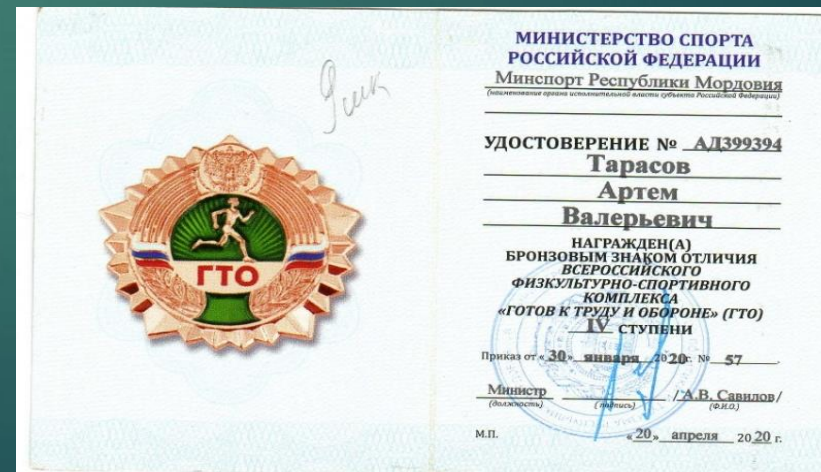 ГТО
МИНИСТЕРСТВО СПОРТА
РОССИЙСКОЙ ФЕДЕРАЦИИ
Минспорт Республики Мордовия
(наименование органа исполнительной власти субъекта Российской Федерации)
УДОСТОВЕРЕНИЕ № АД399394
Тарасов
Артем
Валерьевич
НАГРАЖДЕН(А)
БРОНЗОВЫМ ЗНАКОМ ОТЛИЧИЯ
ВСЕРОССИЙСКОГО
ФИЗКУЛЬТУРНО-СПОРТИВНОГО
КОМПЛЕКСА
«ГОТОВ К ТРУДУ И ОБОРОНЕ» (ГТО)
IV СТУПЕНИ
Приказ от «30» января 2020г. № 57
Министр / А.В. Савилов/
(должность) (подпись) (Ф.И.О.)
М.П. «20» апреля 2020 г.